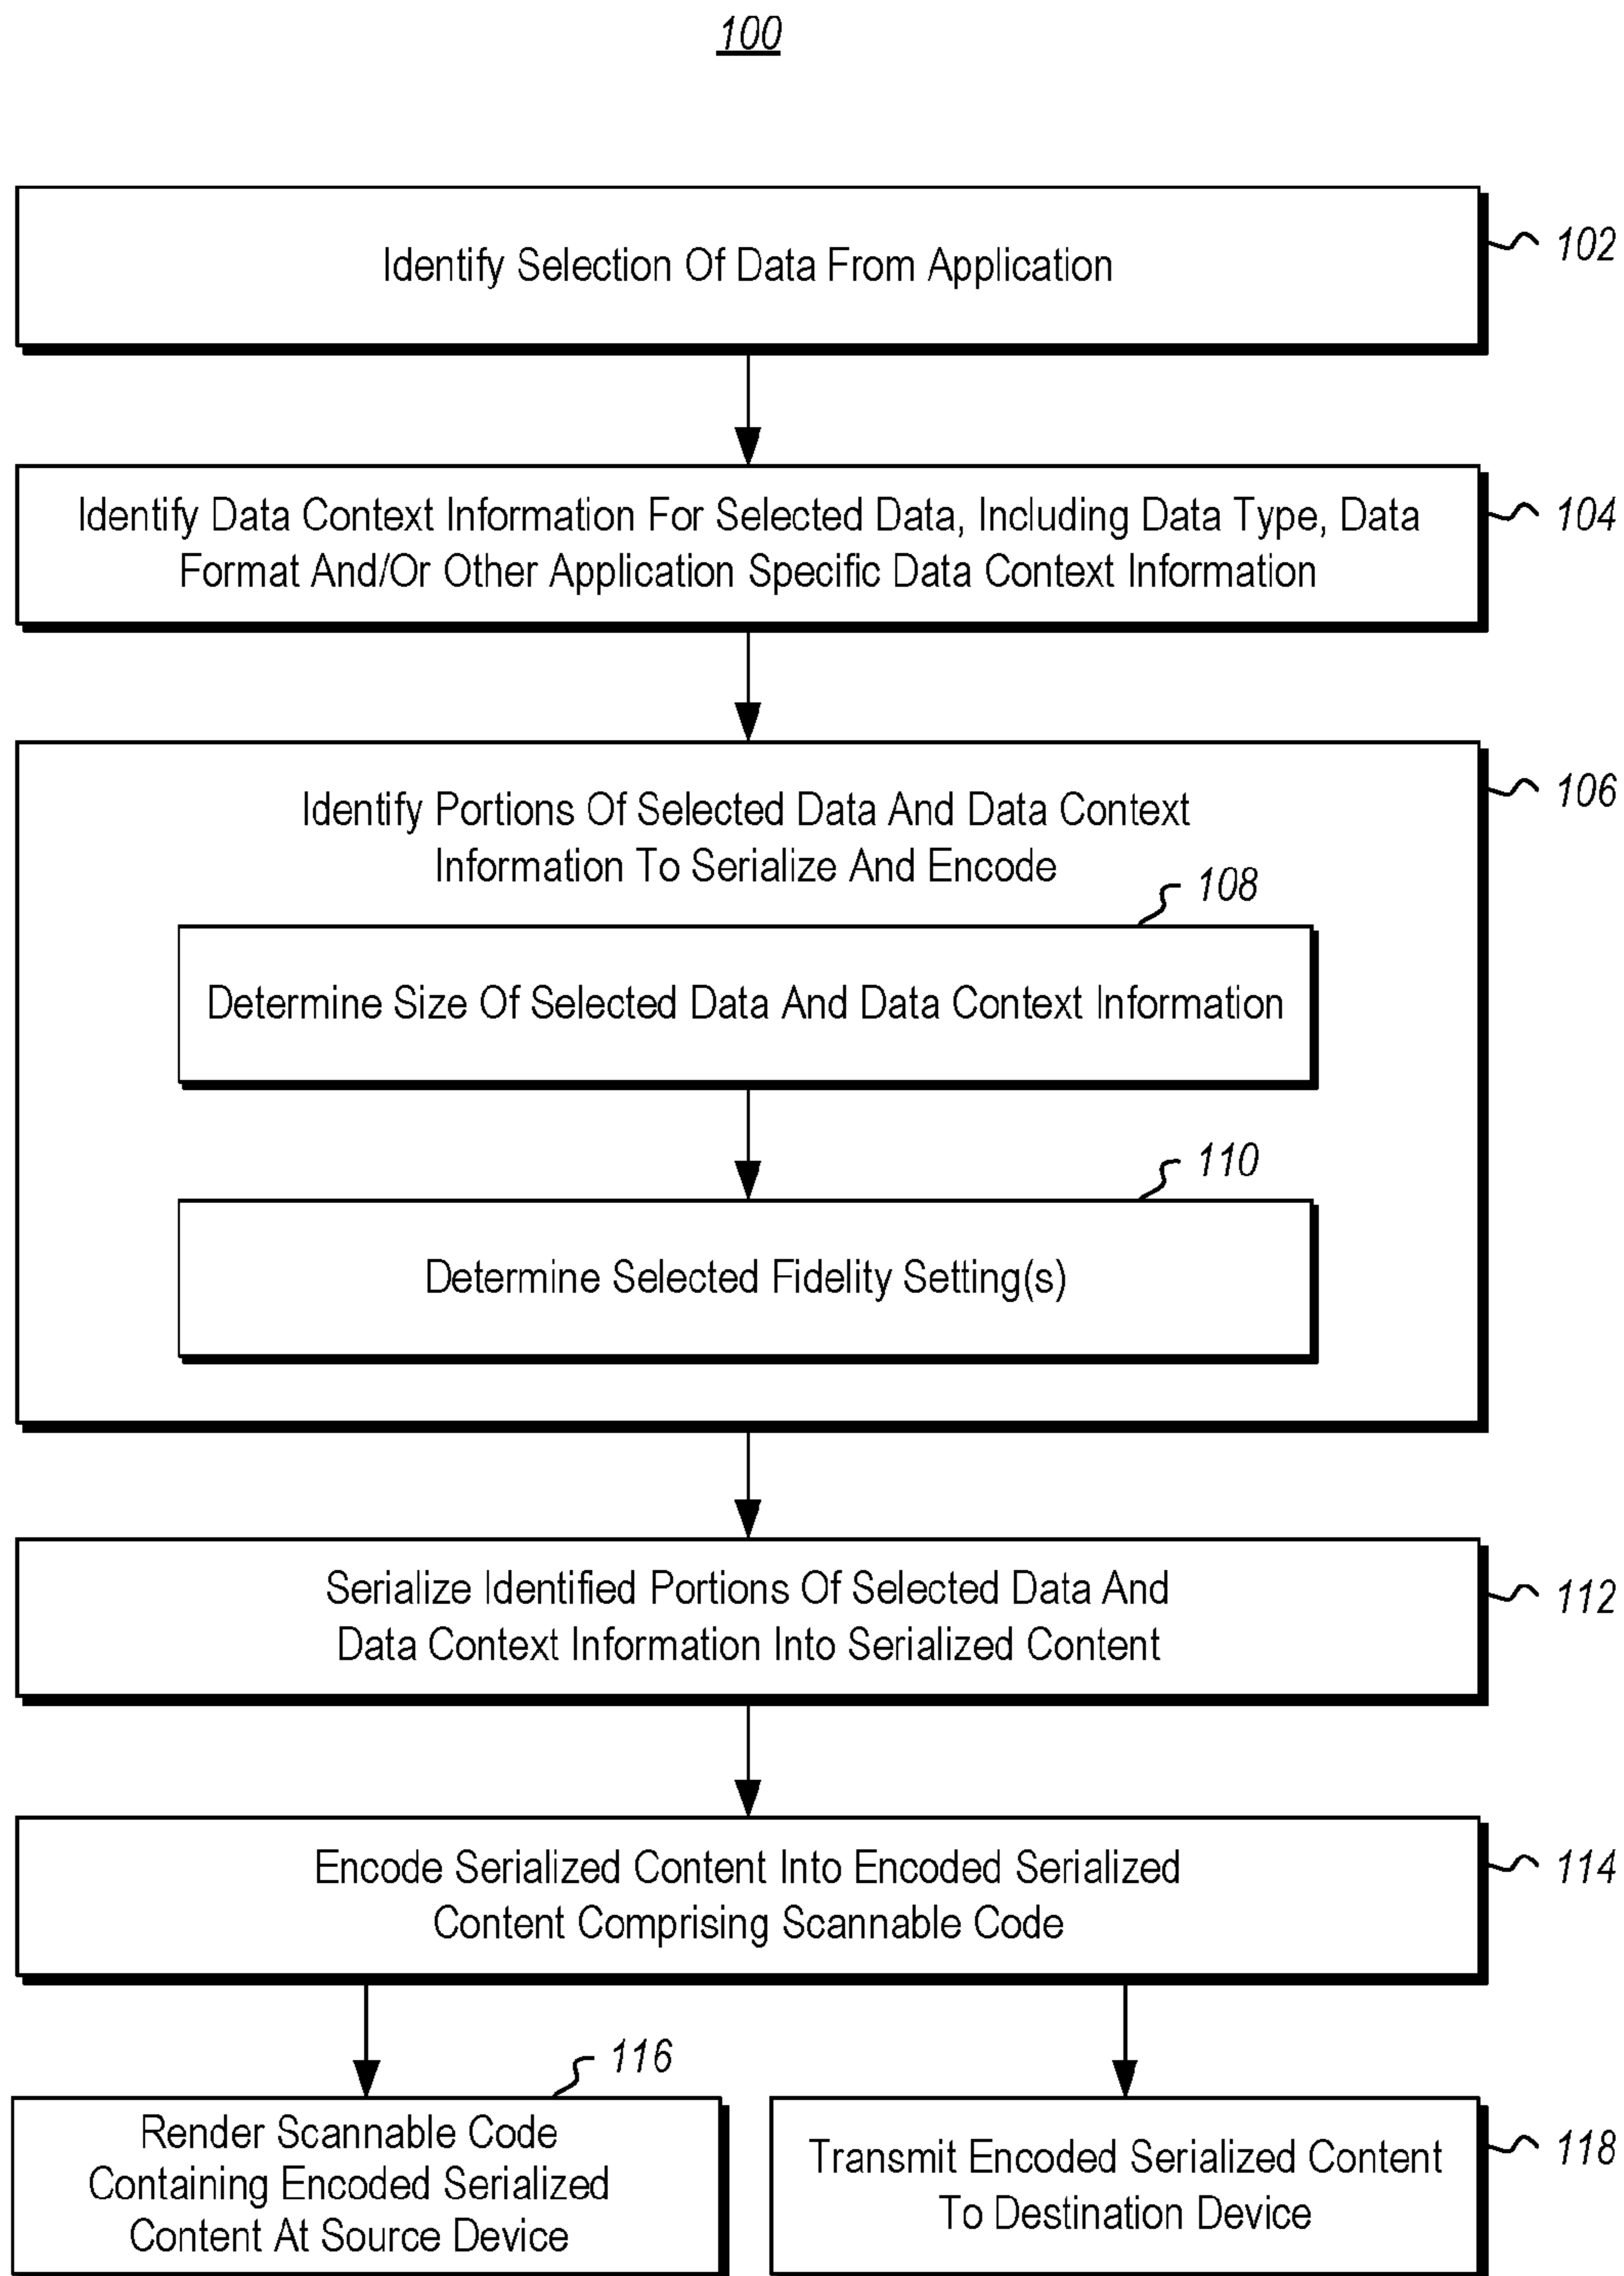 100
Identify Selection Of Data From Application
102
Identify Data Context Information For Selected Data, Including Data Type, Data
Format And/Or Other Application Specific Data Context Information
104
Identify Portions Of Selected Data And Data Context
Information To Serialize And Encode
106
108
Determine Size Of Selected Data And Data Context Information
110
Determine Selected Fidelity Setting(s)
Serialize Identified Portions Of Selected Data And
Data Context Information Into Serialized Content
112
Encode Serialized Content Into Encoded Serialized
Content Comprising Scannable Code
114
116
Render Scannable Code
Containing Encoded Serialized
Content At Source Device
Transmit Encoded Serialized Content
To Destination Device
118